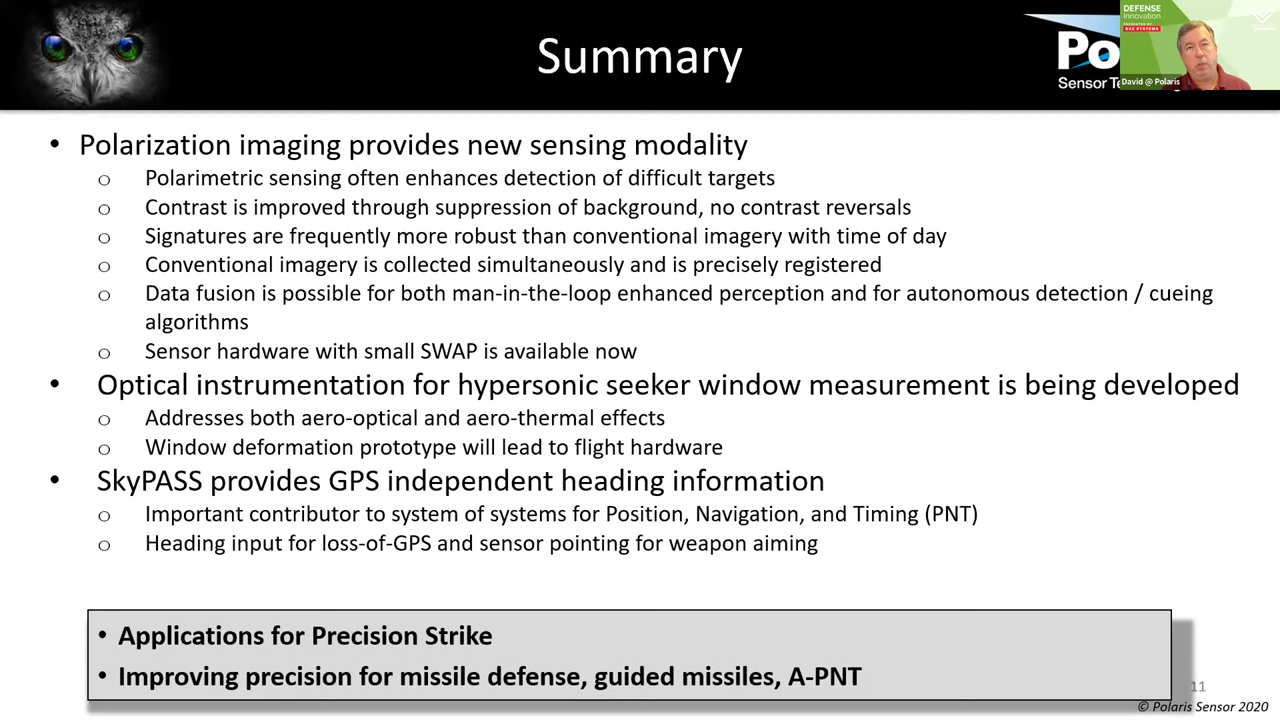 Summary
Po
Sensor Te
DEFENSE
Innovation
PRESENTED BY
BAE SYSTEMS
David @ Polaris
• Polarization imaging provides new sensing modality
o Polarimetric sensing often enhances detection of difficult targets
o Contrast is improved through suppression of background, no contrast reversals
o Signatures are frequently more robust than conventional imagery with time of day
o Conventional imagery is collected simultaneously and is precisely registered
o Data fusion is possible for both man-in-the-loop enhanced perception and for autonomous detection / cueing
algorithms
o Sensor hardware with small SWAP is available now
• Optical instrumentation for hypersonic seeker window measurement is being developed
o Addresses both aero-optical and aero-thermal effects
o Window deformation prototype will lead to flight hardware
• SkyPASS provides GPS independent heading information
o Important contributor to system of systems for Position, Navigation, and Timing (PNT)
o Heading input for loss-of-GPS and sensor pointing for weapon aiming
• Applications for Precision Strike
• Improving precision for missile defense, guided missiles, A-PNT
11
© Polaris Sensor 2020